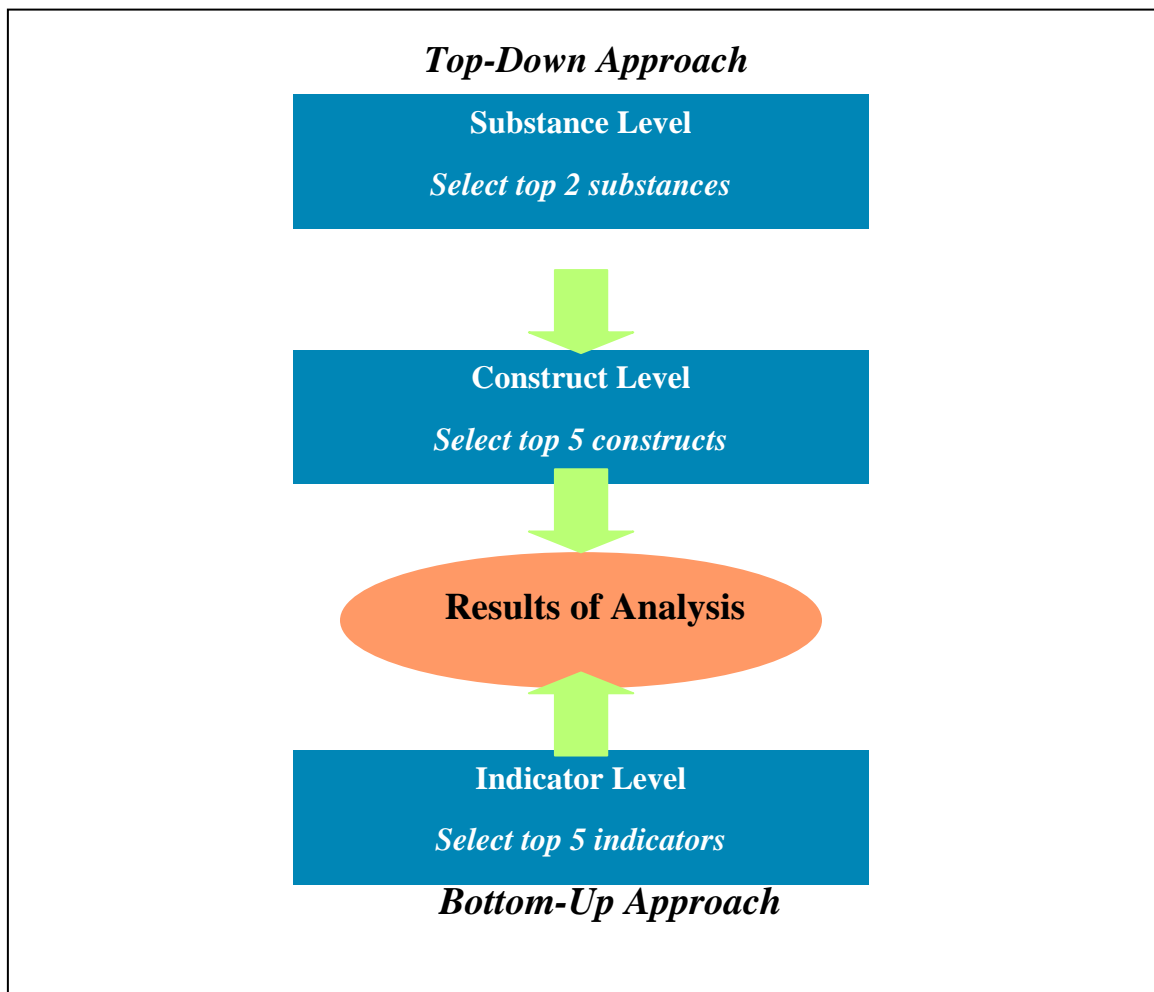 Top-Down Approach
Substance Level
Select top 2 substances
Construct Level
Select top 5 constructs
Results of Analysis
Indicator Level
Select top 5 indicators
Bottom-Up Approach